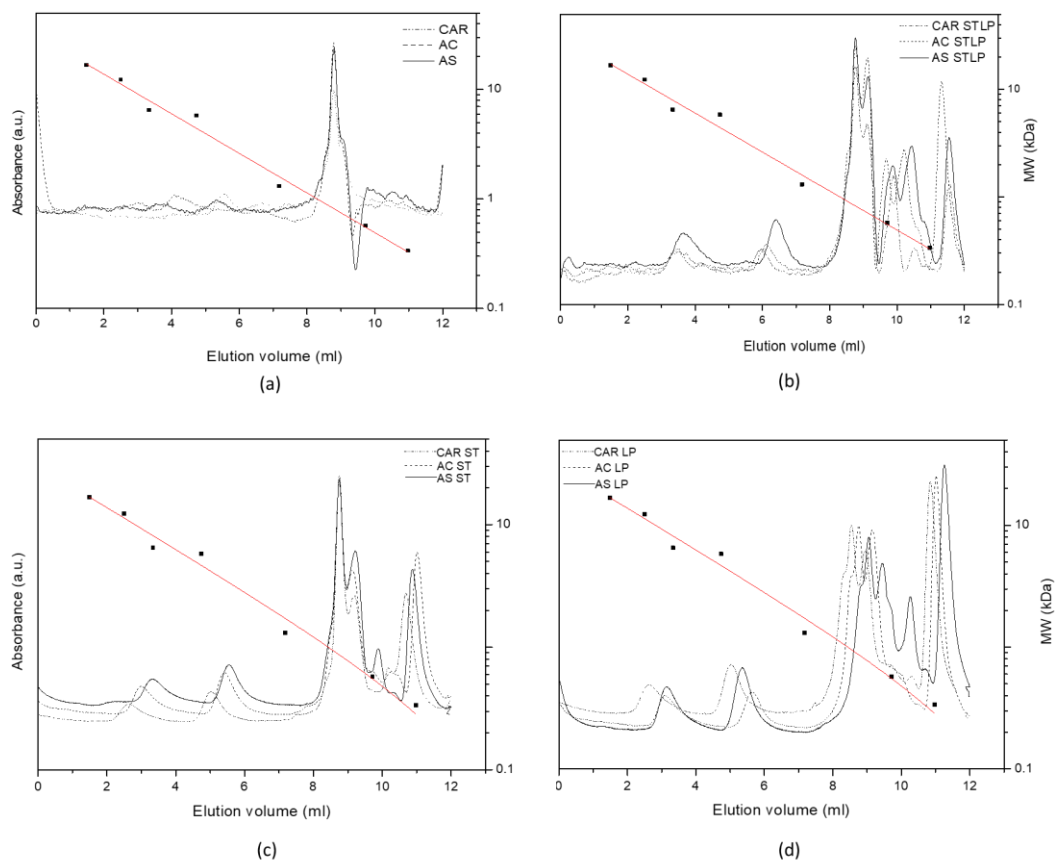 CAR
AC
AS
Absorbance (a.u.)
10
1
0.1
0 2 4 6 8 10 12
Elution volume (ml)
(a)
CAR STLP
AC STLP
AS STLP
10
1
0.1
MW (kDa)
0 2 4 6 8 10 12
Elution volume (ml)
(b)
CAR ST
AC ST
AS ST
Absorbance (a.u.)
10
1
0.1
0 2 4 6 8 10 12
Elution volume (ml)
(c)
CAR LP
AC LP
AS LP
10
1
0.1
MW (kDa)
0 2 4 6 8 10 12
Elution volume (ml)
(d)